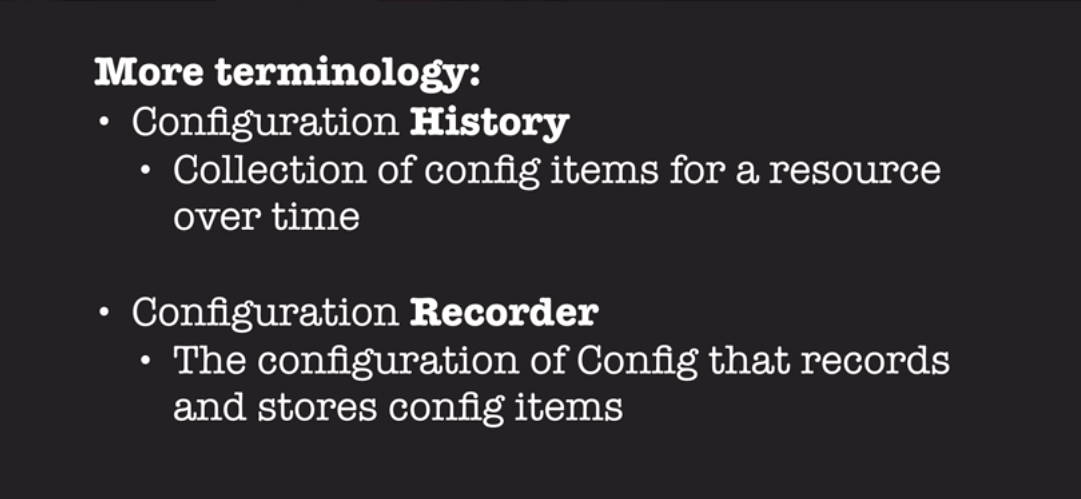 More terminology:
• Configuration History
• Collection of config items for a resource
over time
• Configuration Recorder
• The configuration of Config that records
and stores config items